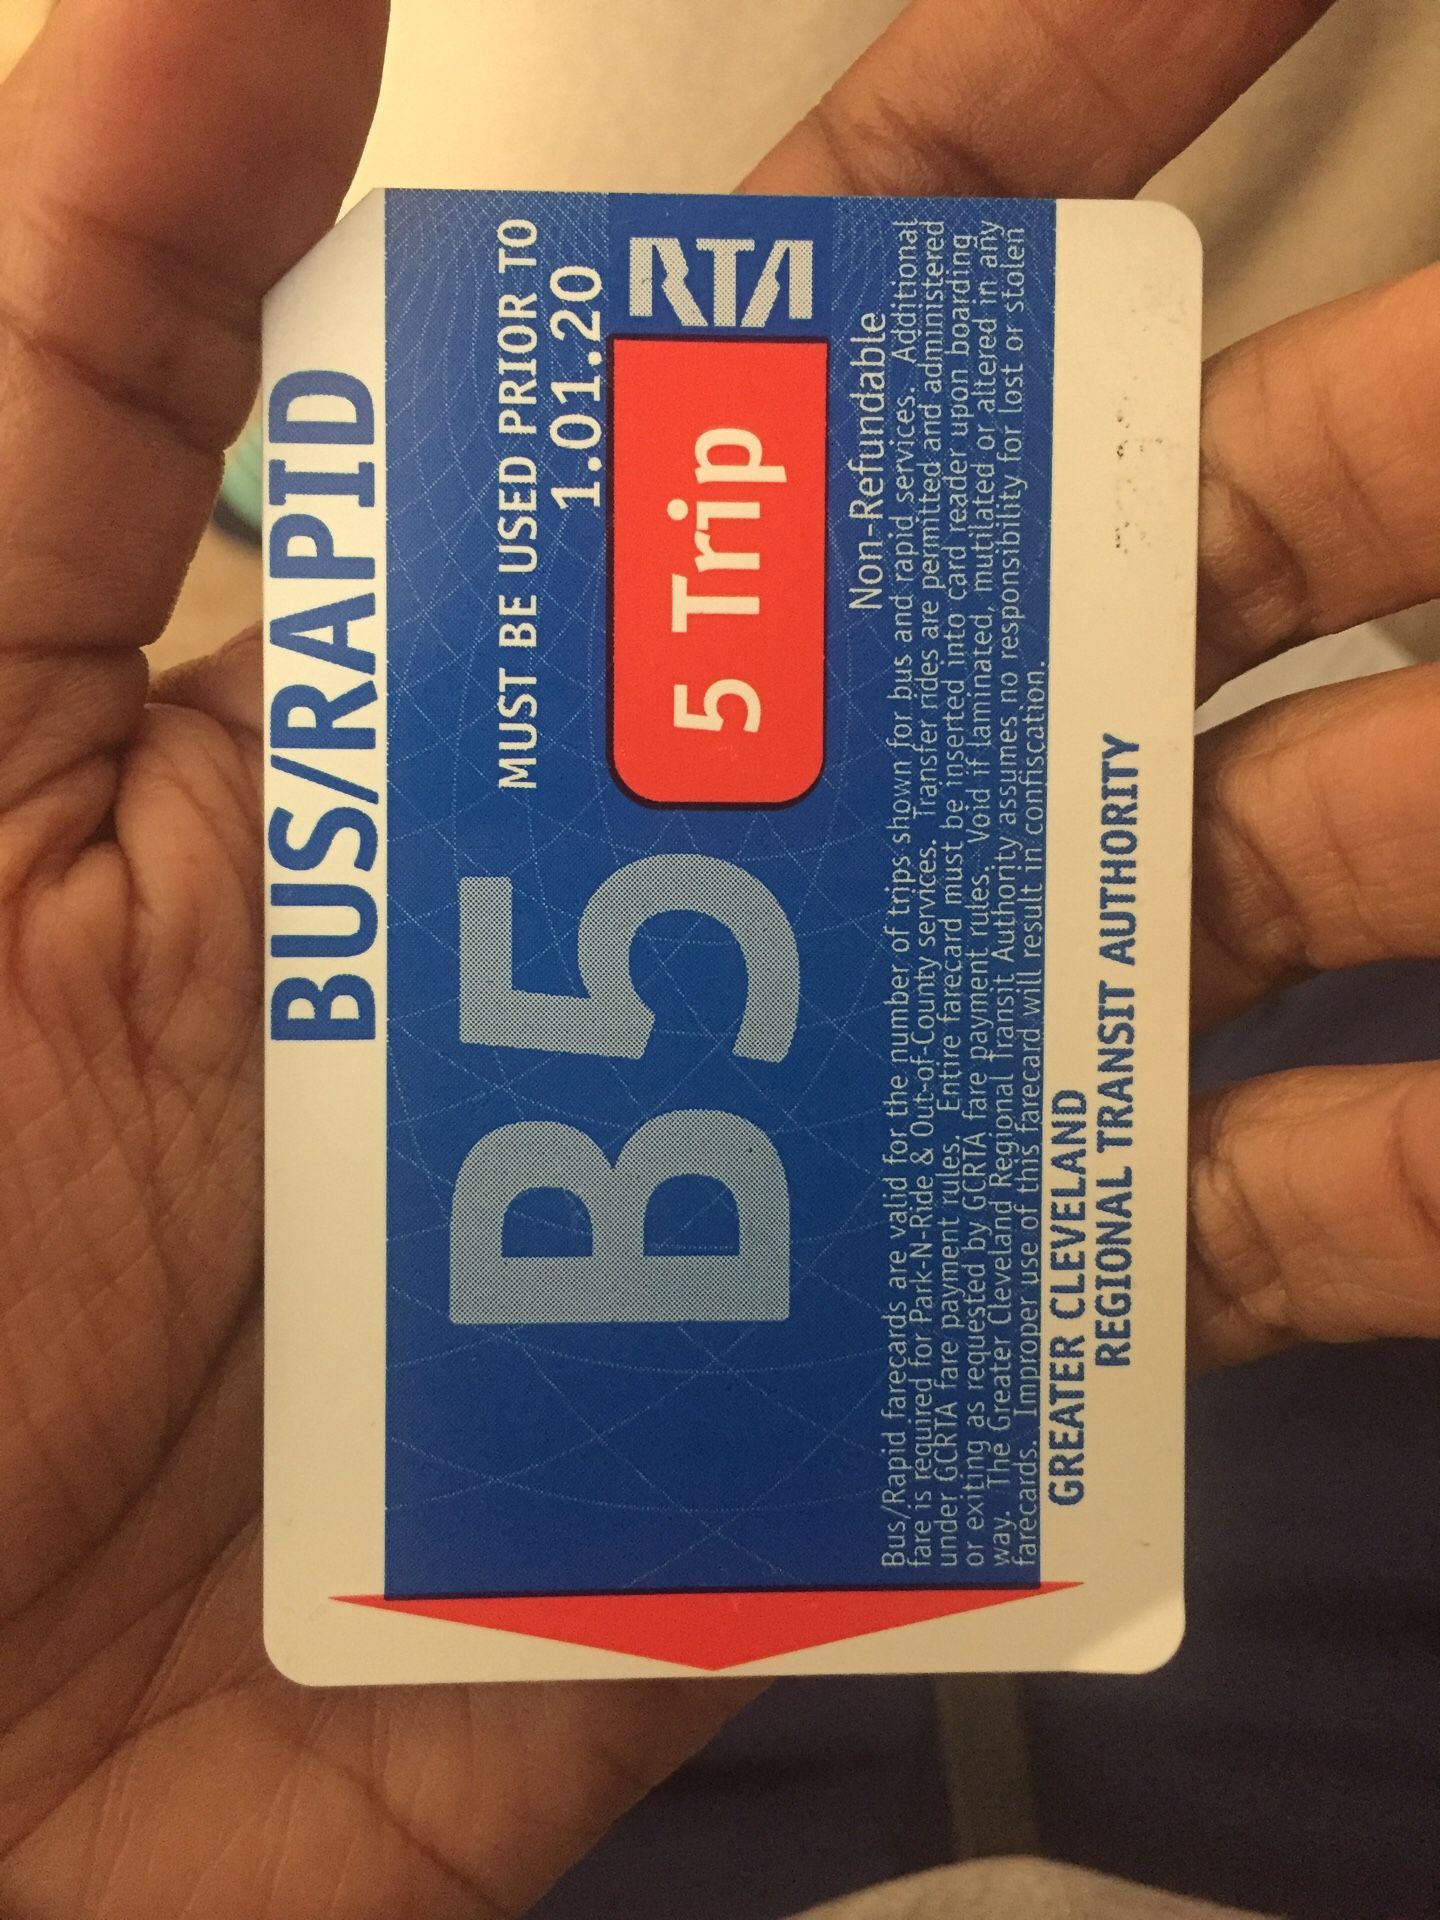 BUS/RAPID
MUST BE USED PRIOR TO
1.01.20
B5
5 Trip
RTA
Non-Refundable
Bus/Rapid farecards are valid for the number of trips shown for bus and rapid services. Additional
fare is required for Park-N-Ride & Out-of-County services. Transfer rides are permitted and administered
under GCRTA fare payment rules. Entire farecard must be inserted into card reader upon boarding
or exiting as requested by GCRTA fare payment rules. Void if laminated, mutilated or altered in any
way. The Greater Cleveland Regional Transit Authority assumes no responsibility for lost or stolen
farecards. Improper use of this farecard will result in confiscation.
GREATER CLEVELAND
REGIONAL TRANSIT AUTHORITY